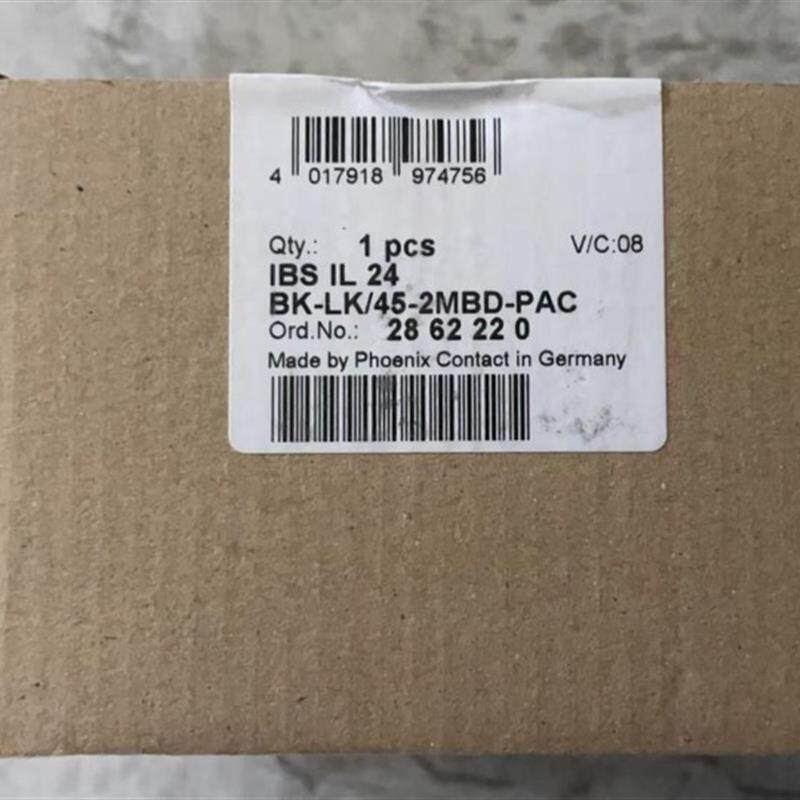 4 017918 974756
Qty.: 1 pcs V/C:08
IBS IL 24
BK-LK/45-2MBD-PAC
Ord.No.: 28 62 22 0
Made by Phoenix Contact in Germany